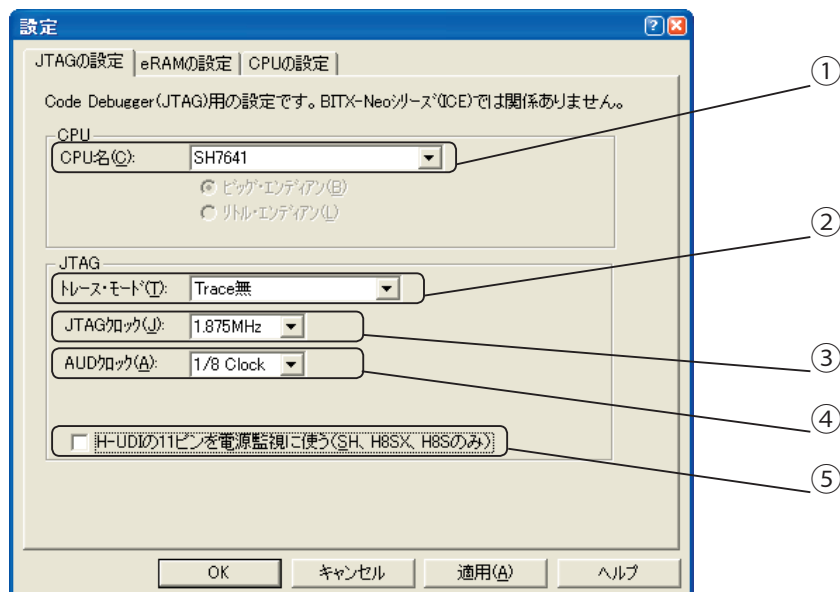 設定
JTAGの設定 eRAMの設定 CPUの設定
Code Debugger(JTAG)用の設定です。BITX-Neoｼﾘｰｽﾞ(ICE)では関係ありません。
①
CPU
CPU名(C): SH7641
ﾋﾞｯｸﾞ･ｴﾝﾃﾞｨｱﾝ(B)
ﾘﾄﾙ･ｴﾝﾃﾞｨｱﾝ(L)
②
JTAG
ﾄﾚｰｽ･ﾓｰﾄﾞ(T): Trace無
JTAGｸﾛｯｸ(J): 1.875MHz
③
AUDｸﾛｯｸ(A): 1/8 Clock
④
H-UDIの11ピンを電源監視に使う(SH、H8SX、H8Sのみ)
⑤
OK キャンセル 適用(A) ヘルプ